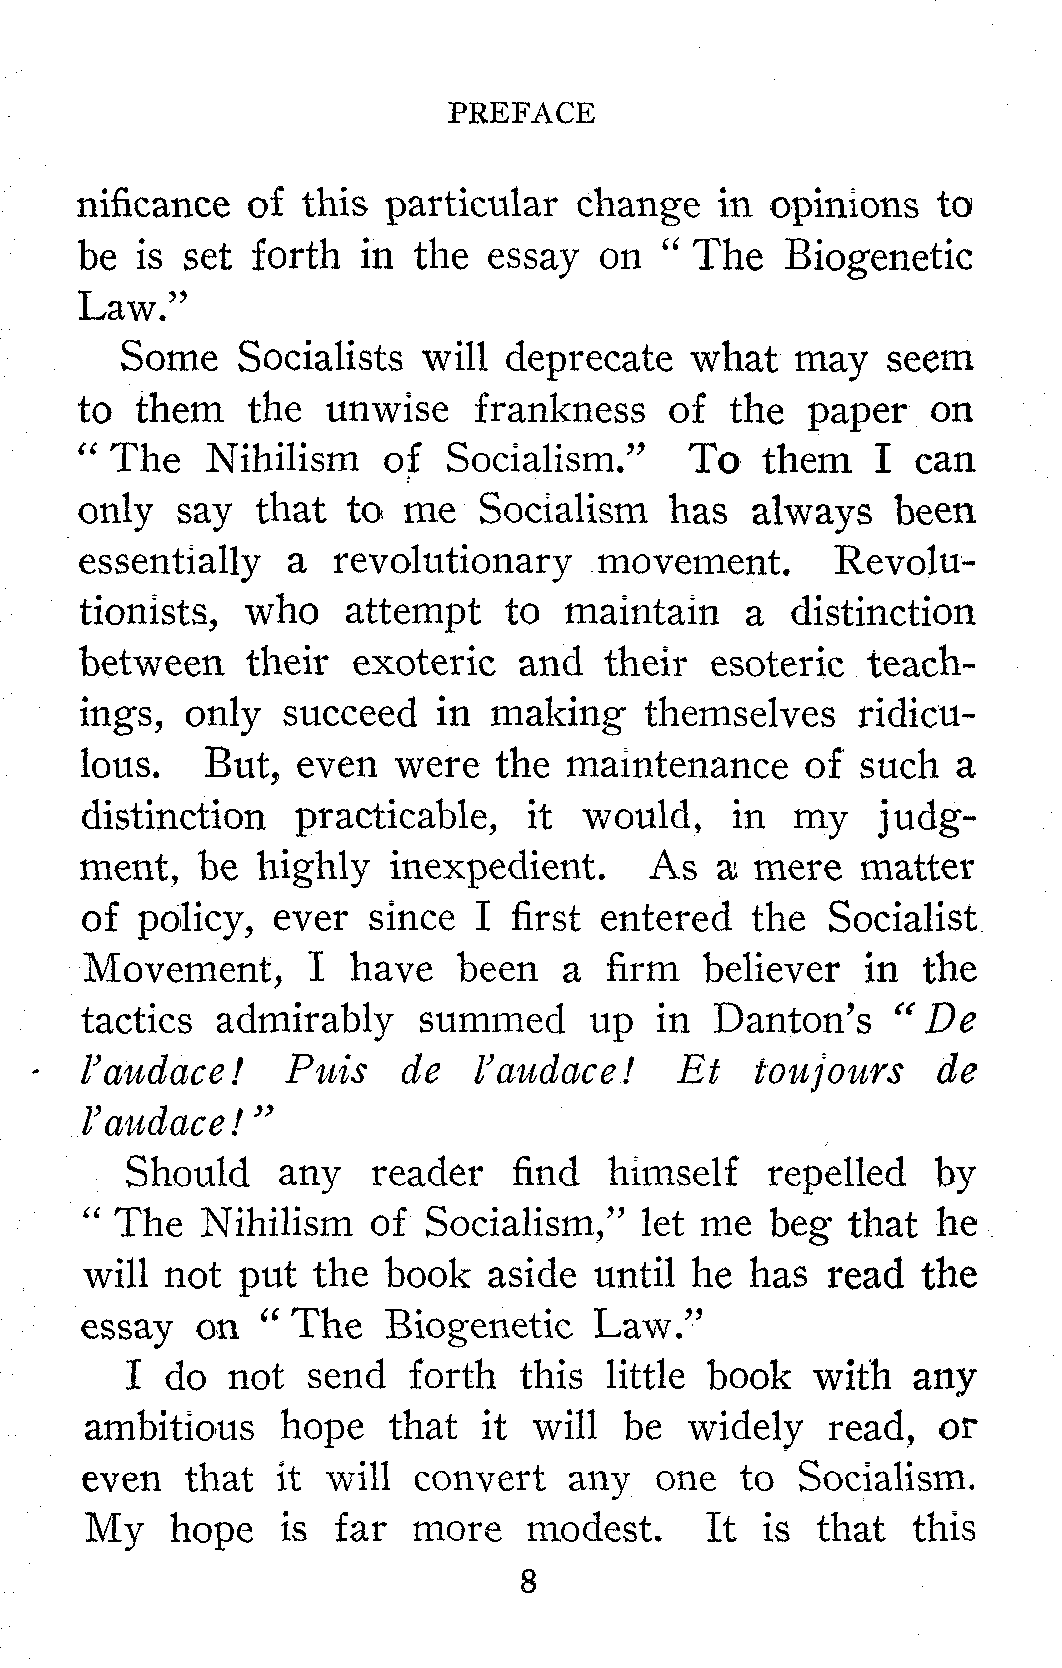 PREFACE
nificance of this particular change in opinions to
be is set forth in the essay on “ The Biogenetic
Law.”
Some Socialists will deprecate what may seem
to them the unwise frankness of the paper on
“ The Nihilism of Socialism.” To them I can
only say that to me Socialism has always been
essentially a revolutionary movement. Revolu-
tionists, who attempt to maintain a distinction
between their exoteric and their esoteric teach-
ings, only succeed in making themselves ridicu-
lous. But, even were the maintenance of such a
distinction practicable, it would, in my judg-
ment, be highly inexpedient. As a mere matter
of policy, ever since I first entered the Socialist
Movement, I have been a firm believer in the
tactics admirably summed up in Danton’s “ De
l’audace! Puis de l’audace! Et toujours de
l’audace! ”
Should any reader find himself repelled by
“ The Nihilism of Socialism,” let me beg that he
will not put the book aside until he has read the
essay on “ The Biogenetic Law.”
I do not send forth this little book with any
ambitious hope that it will be widely read, or
even that it will convert any one to Socialism.
My hope is far more modest. It is that this
8